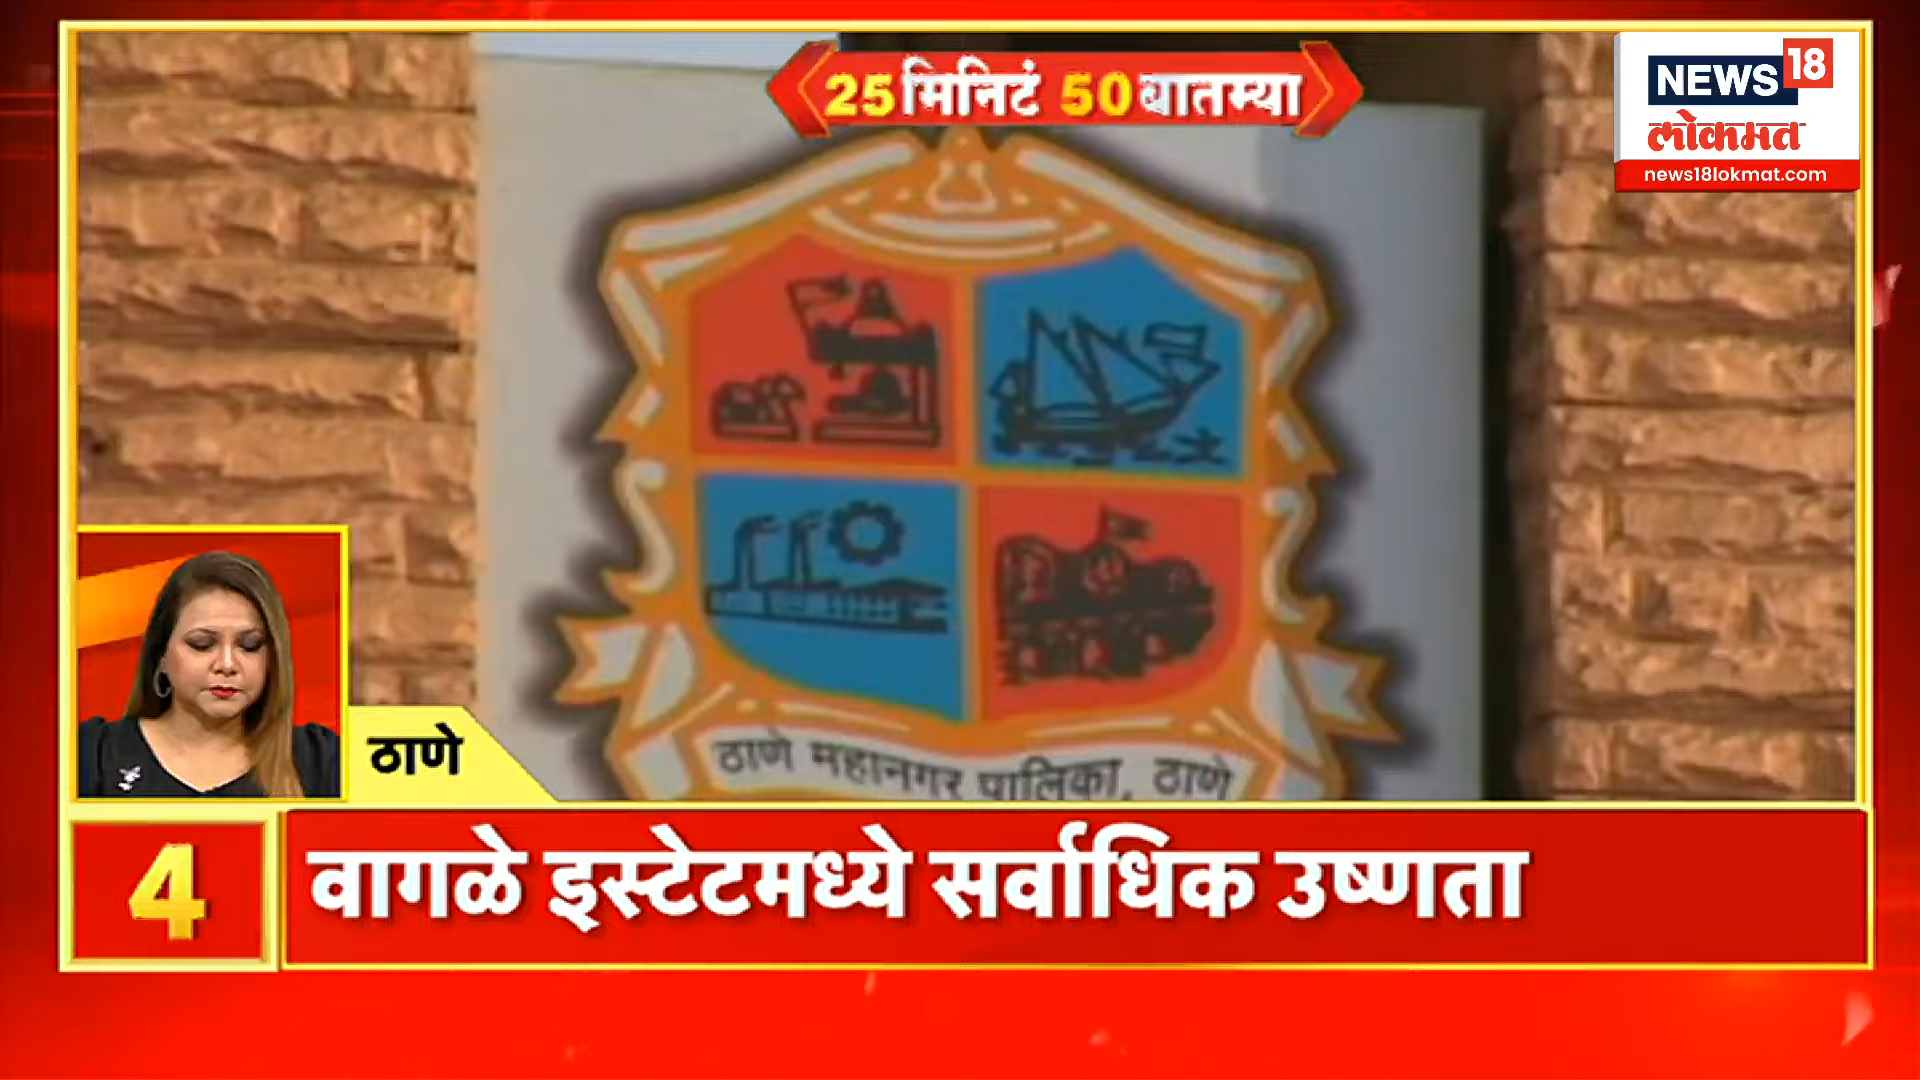 25 मिनिटं 50 बातम्या
NEWS 18
लोकमत
news18lokmat.com
ठाणे महानगर पालिका, ठाणे
ठाणे
4
वागळे इस्टेटमध्ये सर्वाधिक उष्णता